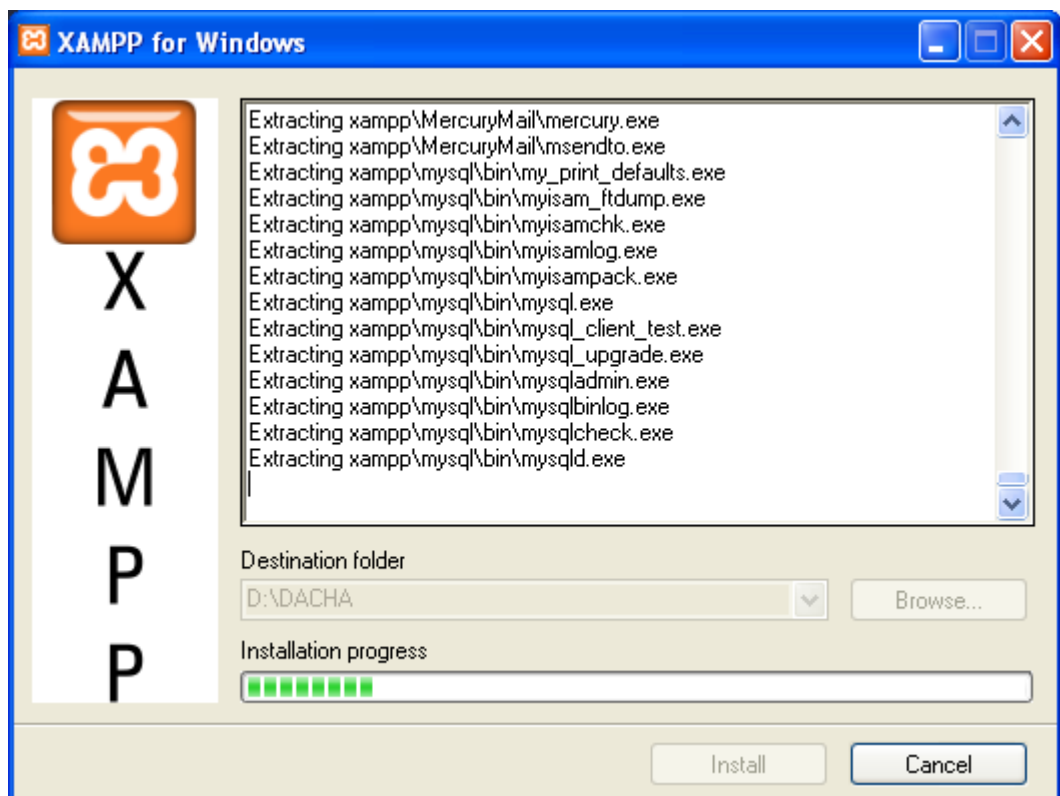 XAMPP for Windows
X
A
M
P
P
Extracting xampp\MercuryMail\mercury.exe
Extracting xampp\MercuryMail\msendto.exe
Extracting xampp\mysql\bin\my_print_defaults.exe
Extracting xampp\mysql\bin\myisam_ftdump.exe
Extracting xampp\mysql\bin\myisamchk.exe
Extracting xampp\mysql\bin\myisamlog.exe
Extracting xampp\mysql\bin\myisampack.exe
Extracting xampp\mysql\bin\mysql.exe
Extracting xampp\mysql\bin\mysql_client_test.exe
Extracting xampp\mysql\bin\mysql_upgrade.exe
Extracting xampp\mysql\bin\mysqladmin.exe
Extracting xampp\mysql\bin\mysqlbinlog.exe
Extracting xampp\mysql\bin\mysqlcheck.exe
Extracting xampp\mysql\bin\mysqld.exe
Destination folder
D:\DACHA
Browse...
Installation progress
Install
Cancel